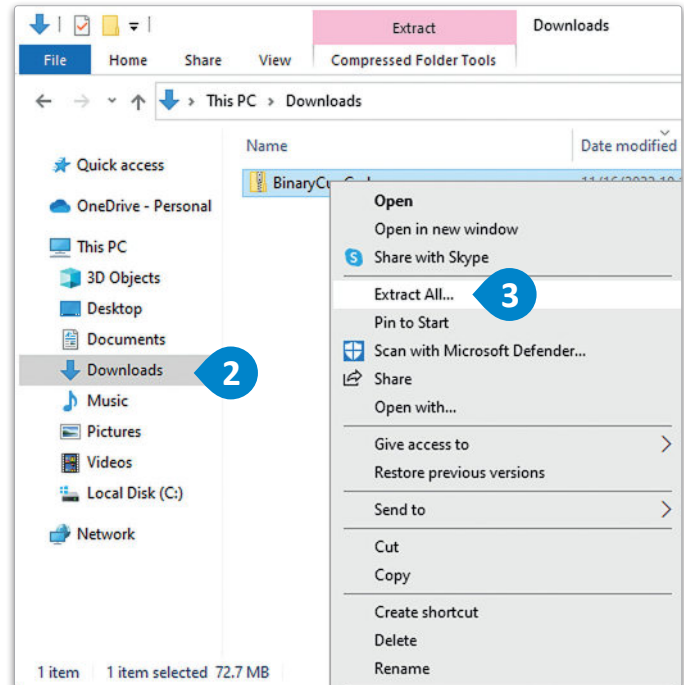 Extract
Downloads
File Home Share View Compressed Folder Tools
This PC > Downloads
Name Date modified
Quick access
OneDrive - Personal
This PC
3D Objects
Desktop
Documents
Downloads
Music
Pictures
Videos
Local Disk (C:)
Network
2
Open
Open in new window
Share with Skype
Extract All...
3
Pin to Start
Scan with Microsoft Defender...
Share
Open with...
Give access to
Restore previous versions
Send to
Cut
Copy
Create shortcut
Delete
Rename
1 item 1 item selected 72.7 MB